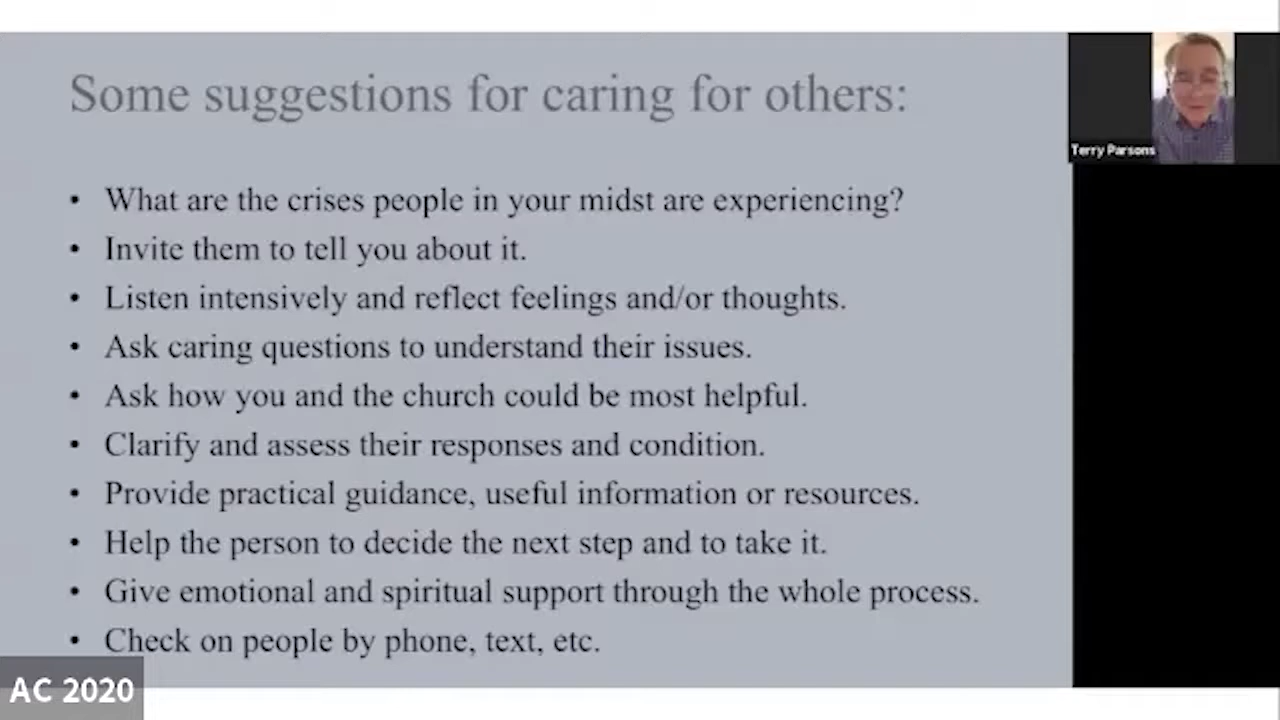 Some suggestions for caring for others:
Terry Parsons
• What are the crises people in your midst are experiencing?
• Invite them to tell you about it.
• Listen intensively and reflect feelings and/or thoughts.
• Ask caring questions to understand their issues.
• Ask how you and the church could be most helpful.
• Clarify and assess their responses and condition.
• Provide practical guidance, useful information or resources.
• Help the person to decide the next step and to take it.
• Give emotional and spiritual support through the whole process.
• Check on people by phone, text, etc.
AC 2020